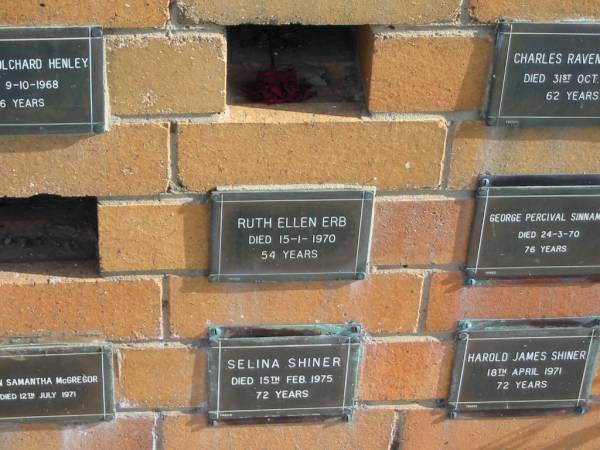 OLCHARD HENLEY
9-10-1968
6 YEARS
CHARLES RAVEN
DIED 31ST OCT.
62 YEARS
RUTH ELLEN ERB
DIED 15-1-1970
54 YEARS
GEORGE PERCIVAL SINNAM
DIED 24-3-70
76 YEARS
N SAMANTHA McGREGOR
DIED 12TH JULY 1971
SELINA SHINER
DIED 15TH FEB. 1975
72 YEARS
HAROLD JAMES SHINER
18TH APRIL 1971
72 YEARS